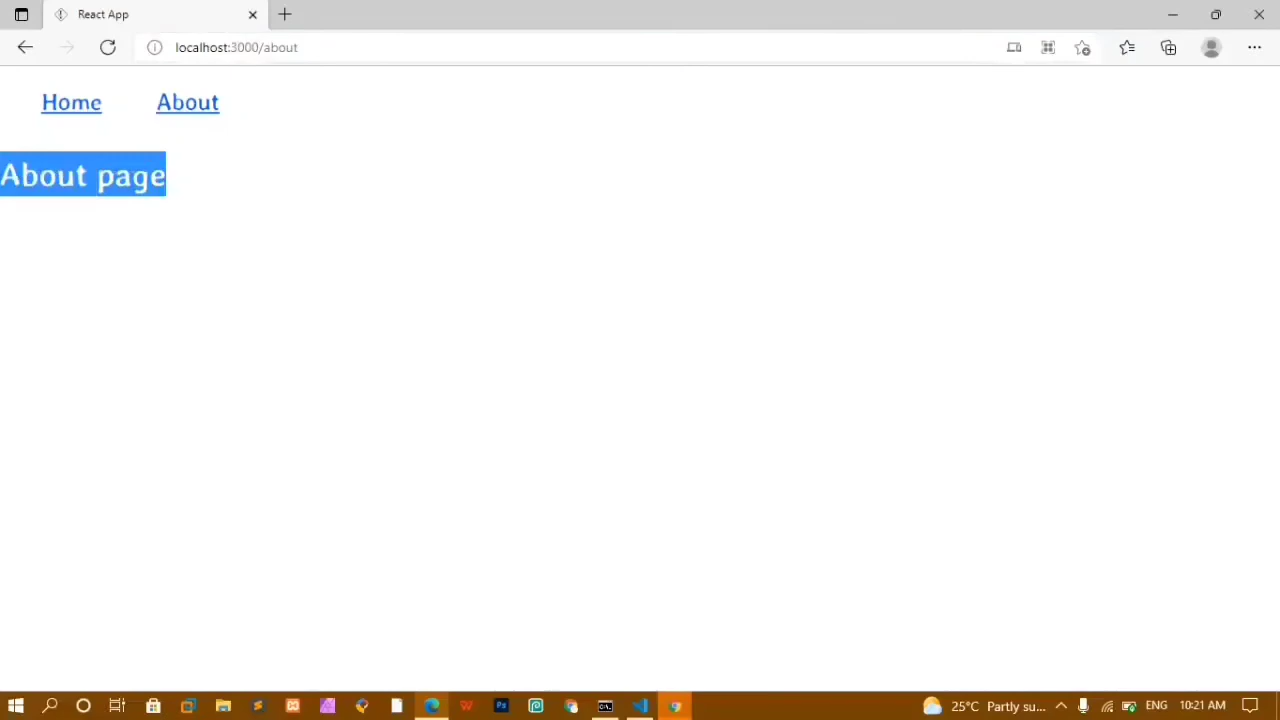 React App
localhost:3000/about
Home About
About page
25°C Partly su... ENG 10:21 AM